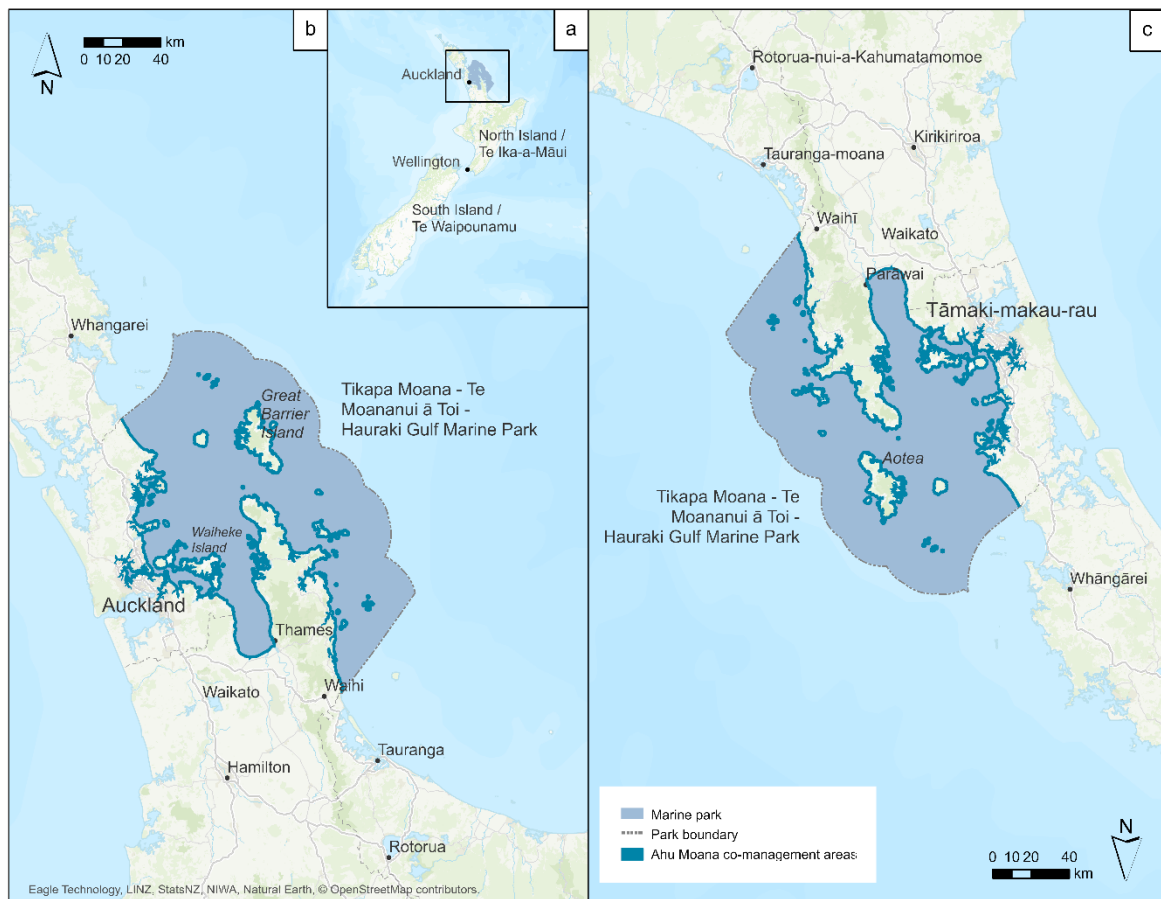 b
km
0 10 20 40
N
Whangarei
Great
Barrier
Island
Tikapa Moana - Te
Moananui ā Toi -
Hauraki Gulf Marine Park
Waiheke
Island
Auckland
Thames
Waikato
Waihi
Tauranga
Hamilton
Rotorua
Eagle Technology, LINZ, StatsNZ, NIWA, Natural Earth, © OpenStreetMap contributors.
a
Auckland
North Island /
Te Ika-a-Māui
Wellington
South Island /
Te Waipounamu
c
Rotorua-nui-a-Kahumatamomoe
Kirikiriroa
Tauranga-moana
Waihī
Waikato
Parawai
Tāmaki-makau-rau
Aotea
Tikapa Moana - Te
Moananui ā Toi -
Hauraki Gulf Marine Park
Whāngārei
Marine park
Park boundary
Ahu Moana co-management areas
N
0 10 20 40
km